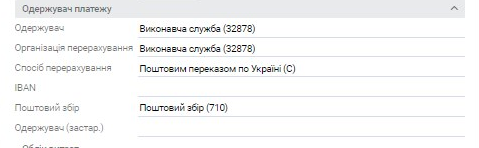 Одержувач платежу
Одержувач Виконавча служба (32878)
Організація перерахування Виконавча служба (32878)
Спосіб перерахування Поштовим переказом по Україні (С)
IBAN
Поштовий збір Поштовий збір (710)
Одержувач (застар.)